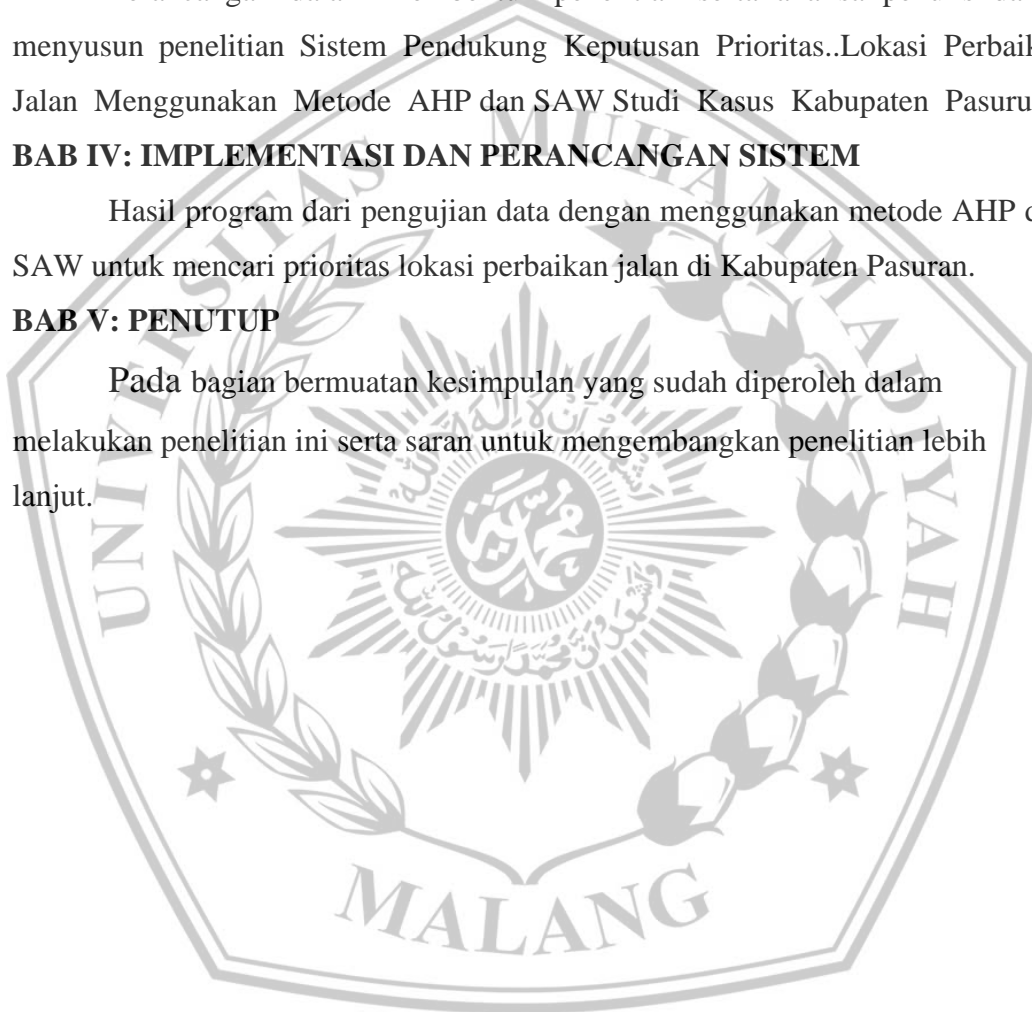 menyusun penelitian Sistem Pendukung Keputusan Prioritas..Lokasi
Jalan Menggunakan Metode AHP dan SAW Studi Kasus Kabupaten
BAB IV: IMPLEMENTASI DAN PERANCANGAN SISTEM
Hasil program dari pengujian data dengan menggunakan metode AHP
SAW untuk mencari prioritas lokasi perbaikan jalan di Kabupaten Pasuran.
BAB V: PENUTUP
Pada bagian bermuatan kesimpulan yang sudah diperoleh dalam
melakukan penelitian ini serta saran untuk mengembangkan penelitian lebih
lanjut.
UNIVERSITAS MUHAMMADIYAH
MALANG